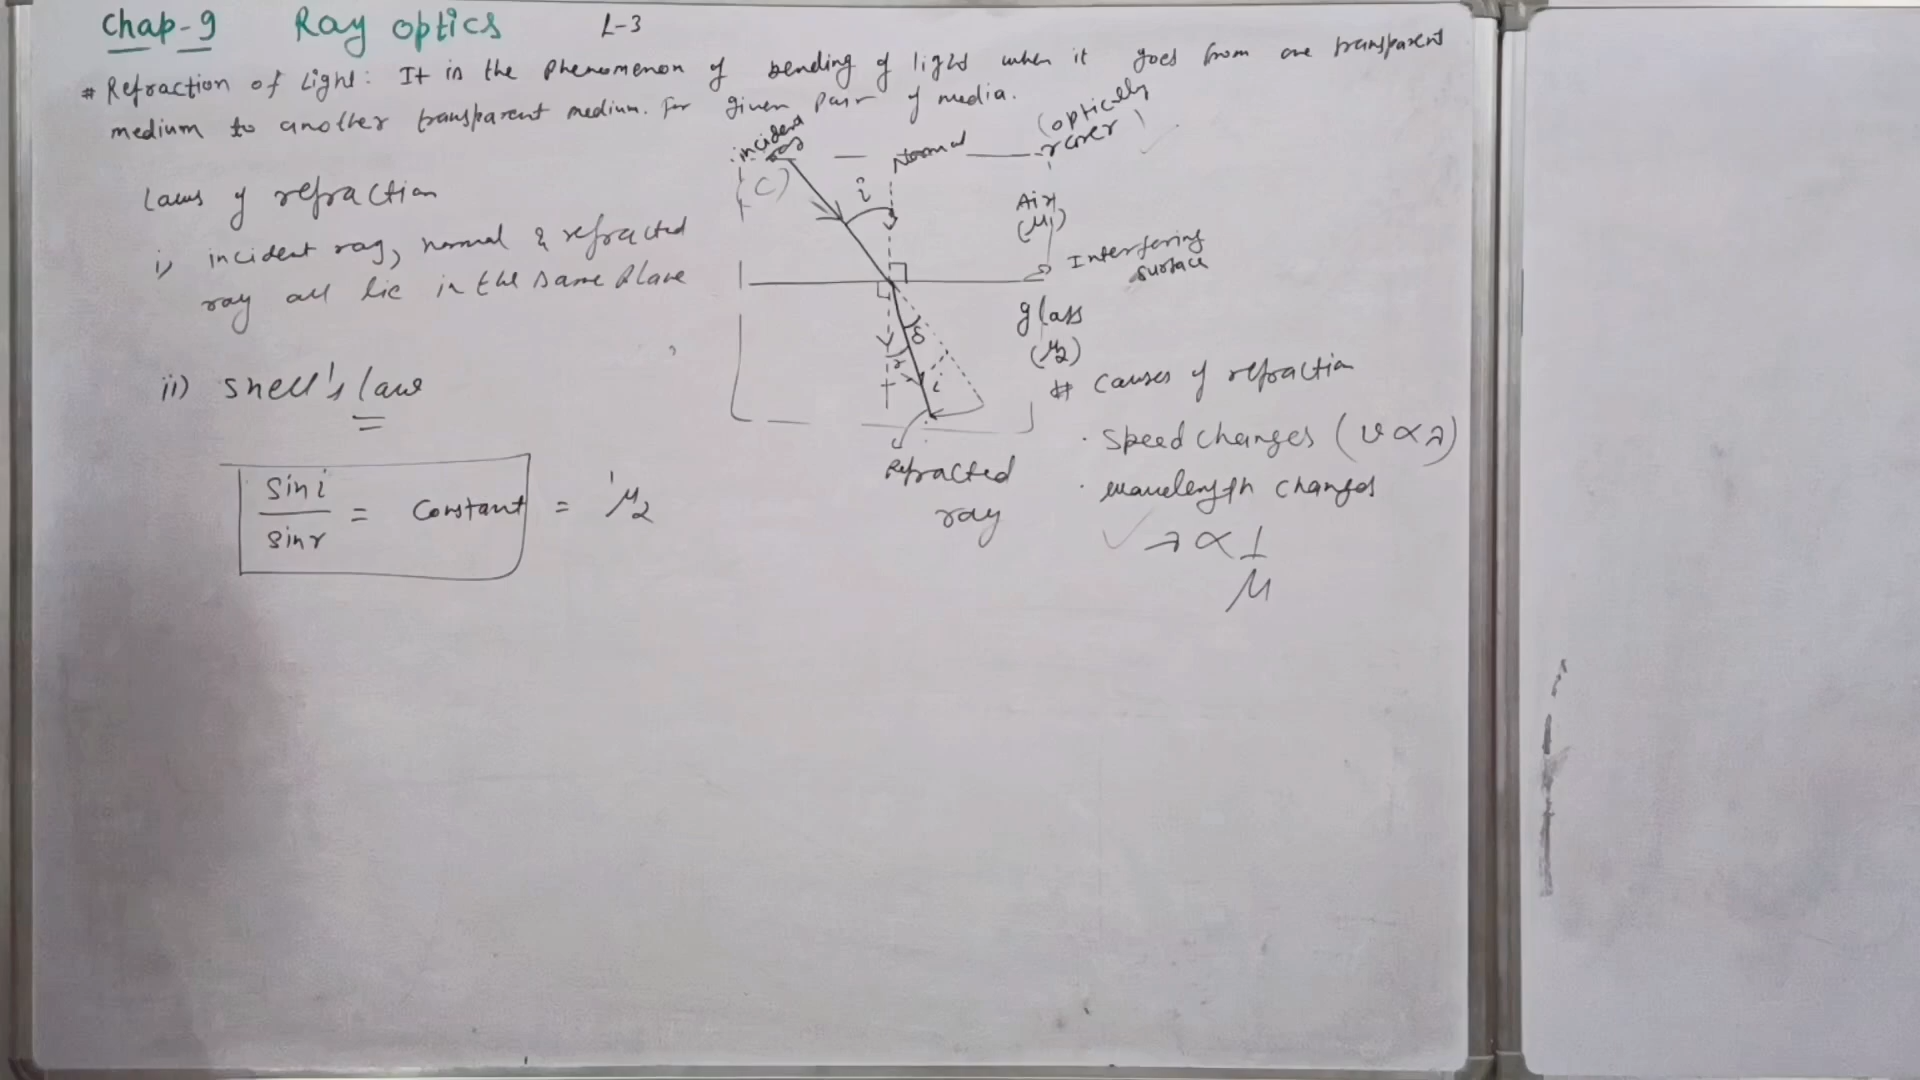 Chap-9 Ray optics L-3
# Refraction of Light: It is the phenomenon of bending of light when it goes from one transparent
medium to another transparent medium. For given pair of media.
Laws of refraction
i) incident ray, normal & refracted
ray all lie in the same plane
ii) Snell's law
sin i / sin r = constant = ¹μ₂
incident
ray
(C)
i
Normal
(optically
rarer)
Air
(μ₁)
Interfering
surface
glass
(μ₂)
δ
r
i
Refracted
ray
# Causes of refraction
· Speed changes (v ∝ λ)
· wavelength changes
λ ∝ 1/μ